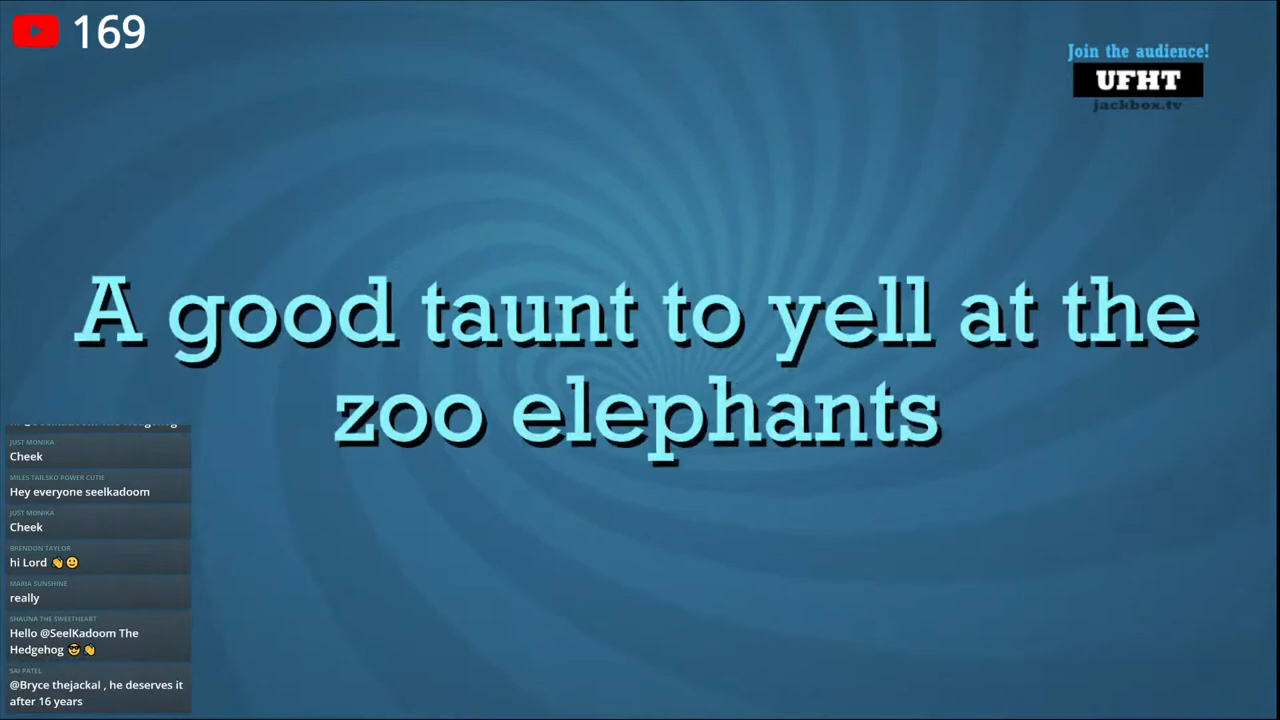 169
Join the audience!
UFHT
jackbox.tv
A good taunt to yell at the
zoo elephants
JUST MONIKA
Cheek
MILES TAILSKO POWER CUTIE
Hey everyone seelkadoom
JUST MONIKA
Cheek
BRENDON TAYLOR
hi Lord 👏🙂
MARIA SUNSHINE
really
SHAUNA THE SWEETHEART
Hello @SeelKadoom The
Hedgehog 😎👏
SAI PATEL
@Bryce thejackal , he deserves it
after 16 years